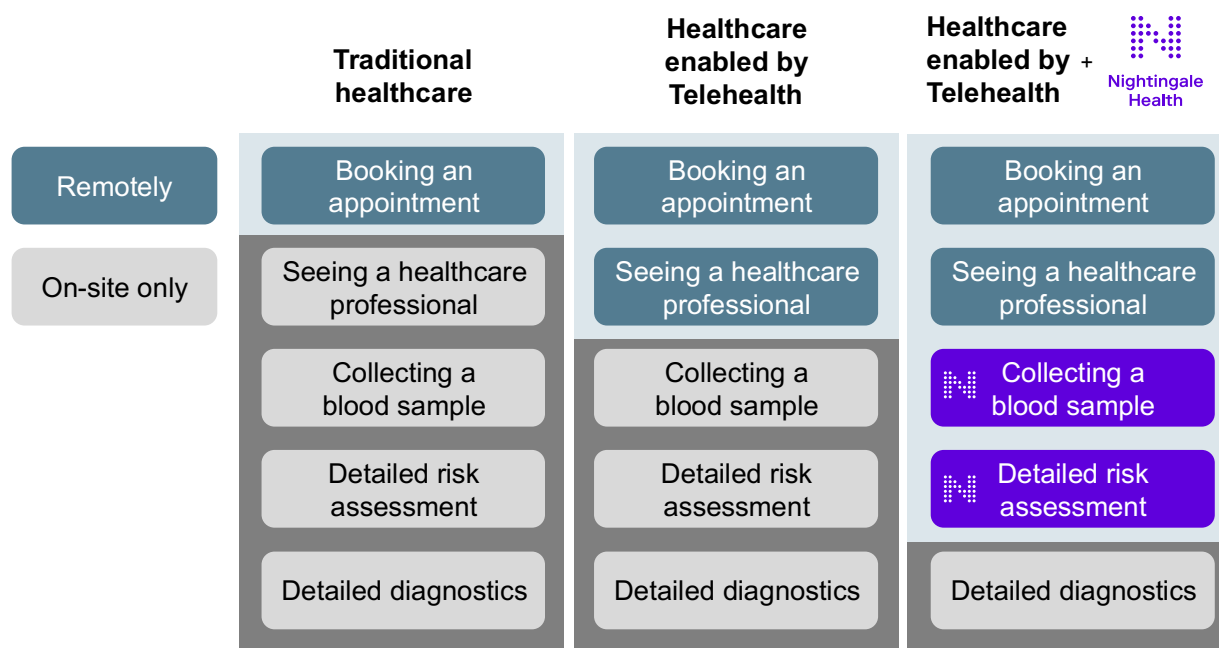 Traditional
healthcare
Healthcare
enabled by
Telehealth
Healthcare
enabled by +
Telehealth
Nightingale
Health
Remotely
Booking an
appointment
Booking an
appointment
Booking an
appointment
On-site only
Seeing a healthcare
professional
Seeing a healthcare
professional
Seeing a healthcare
professional
Collecting a
blood sample
Collecting a
blood sample
Collecting a
blood sample
Detailed risk
assessment
Detailed risk
assessment
Detailed risk
assessment
Detailed diagnostics
Detailed diagnostics
Detailed diagnostics